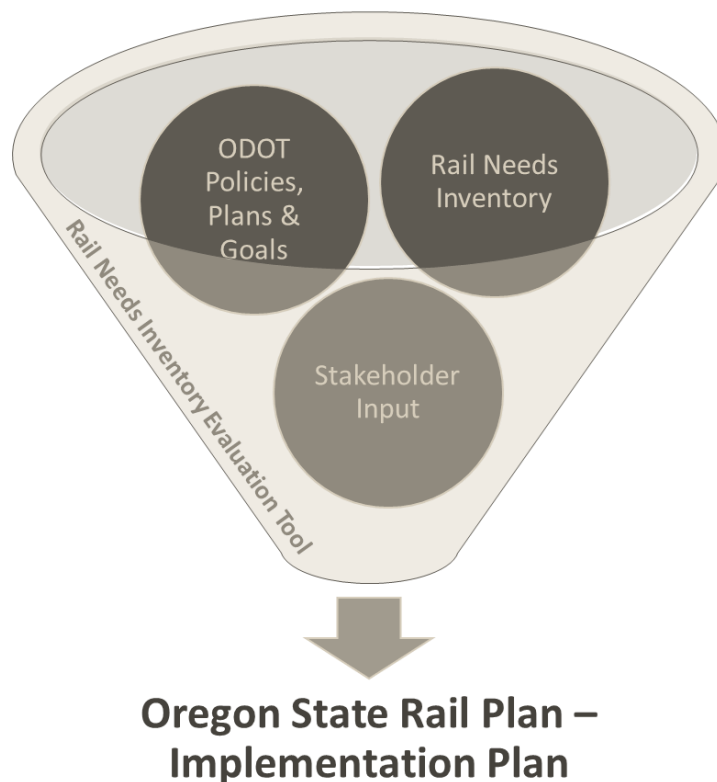 ODOT
Policies,
Plans &
Goals
Rail Needs
Inventory
Stakeholder
Input
Rail Needs Inventory Evaluation Tool
Oregon State Rail Plan –
Implementation Plan